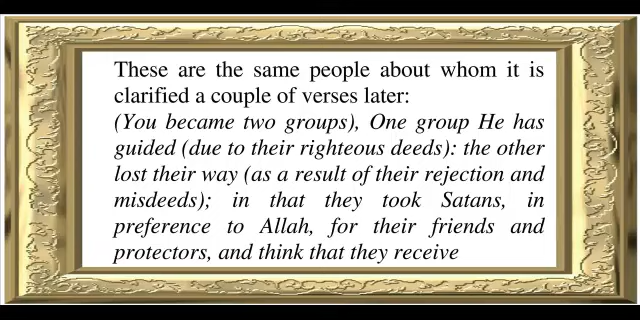 These are the same people about whom it is
clarified a couple of verses later:
(You became two groups), One group He has
guided (due to their righteous deeds): the other
lost their way (as a result of their rejection and
misdeeds); in that they took Satans, in
preference to Allah, for their friends and
protectors, and think that they receive